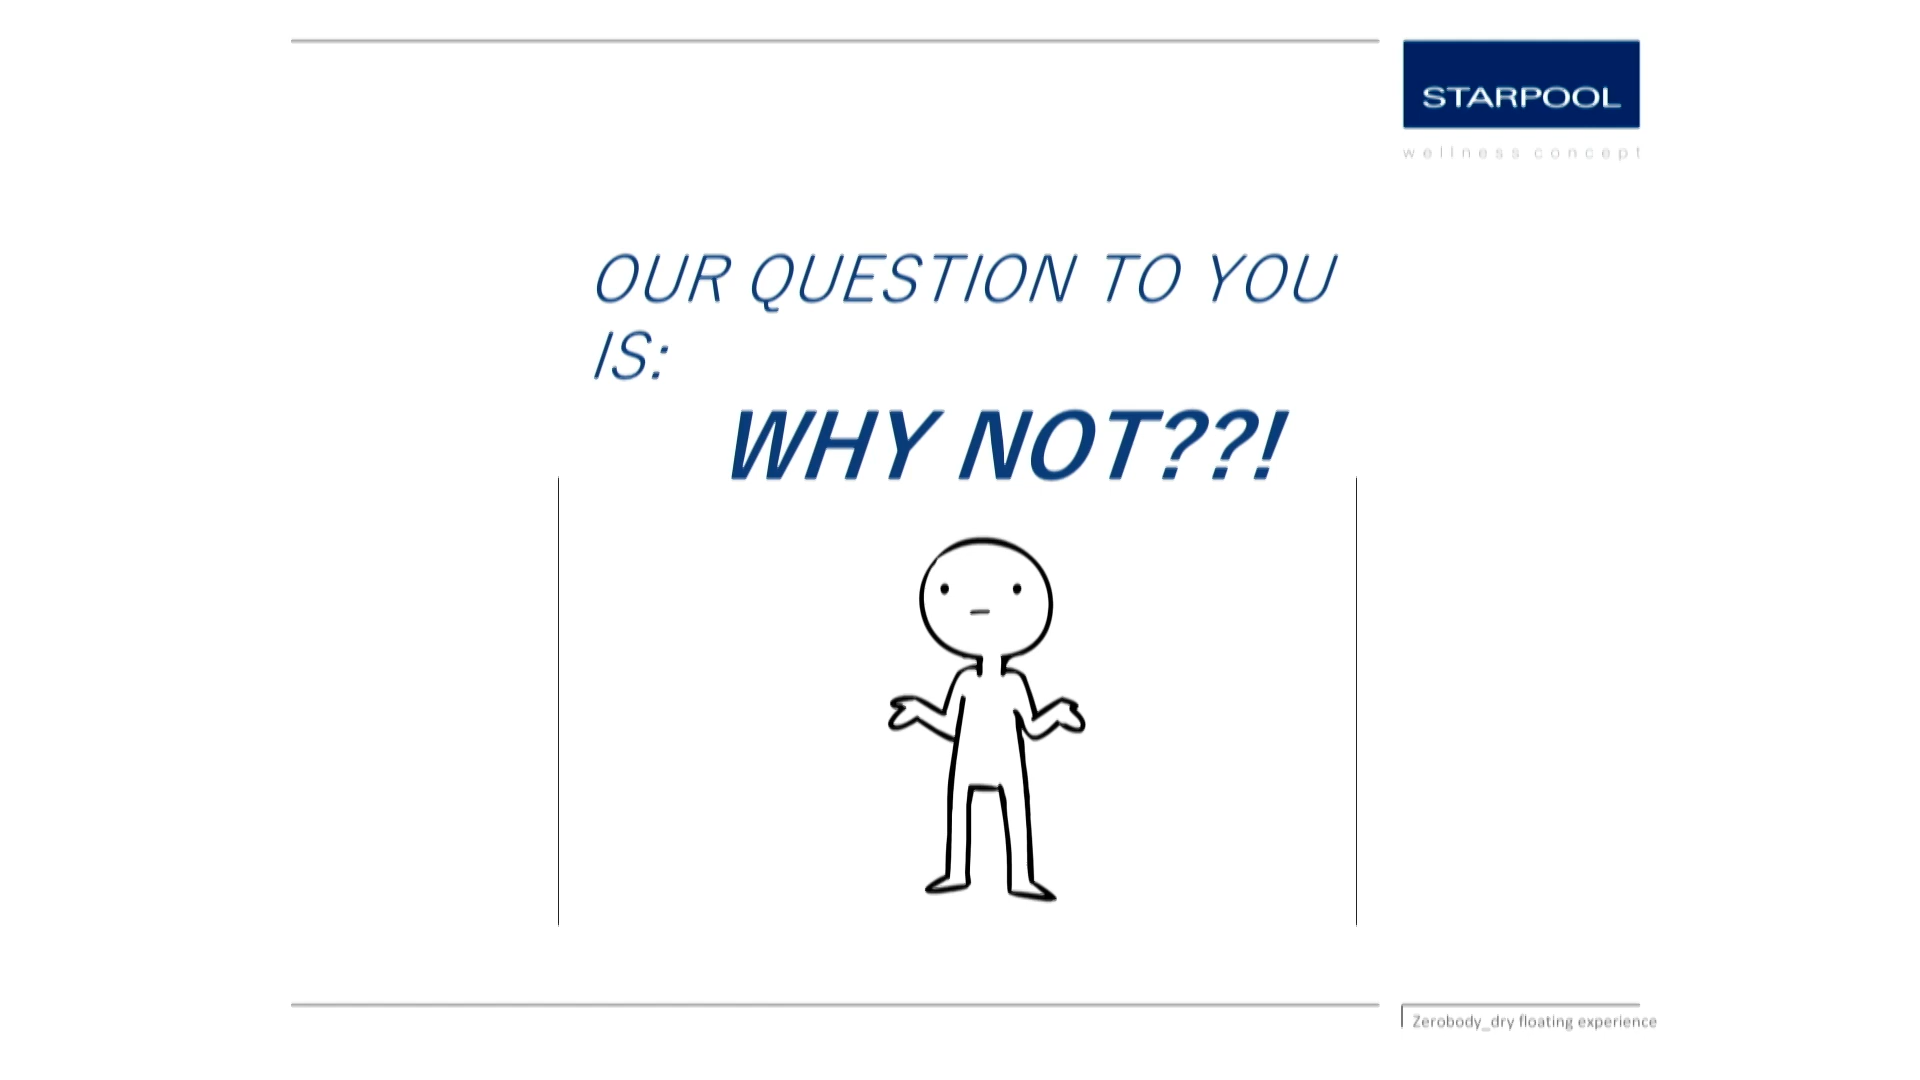 STARPOOL
wellness concept
OUR QUESTION TO YOU
IS:
WHY NOT??!
Zerobody_dry floating experience